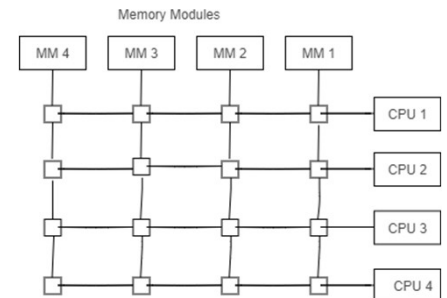 Memory Modules
MM 4 MM 3 MM 2 MM 1
CPU 1
CPU 2
CPU 3
CPU 4